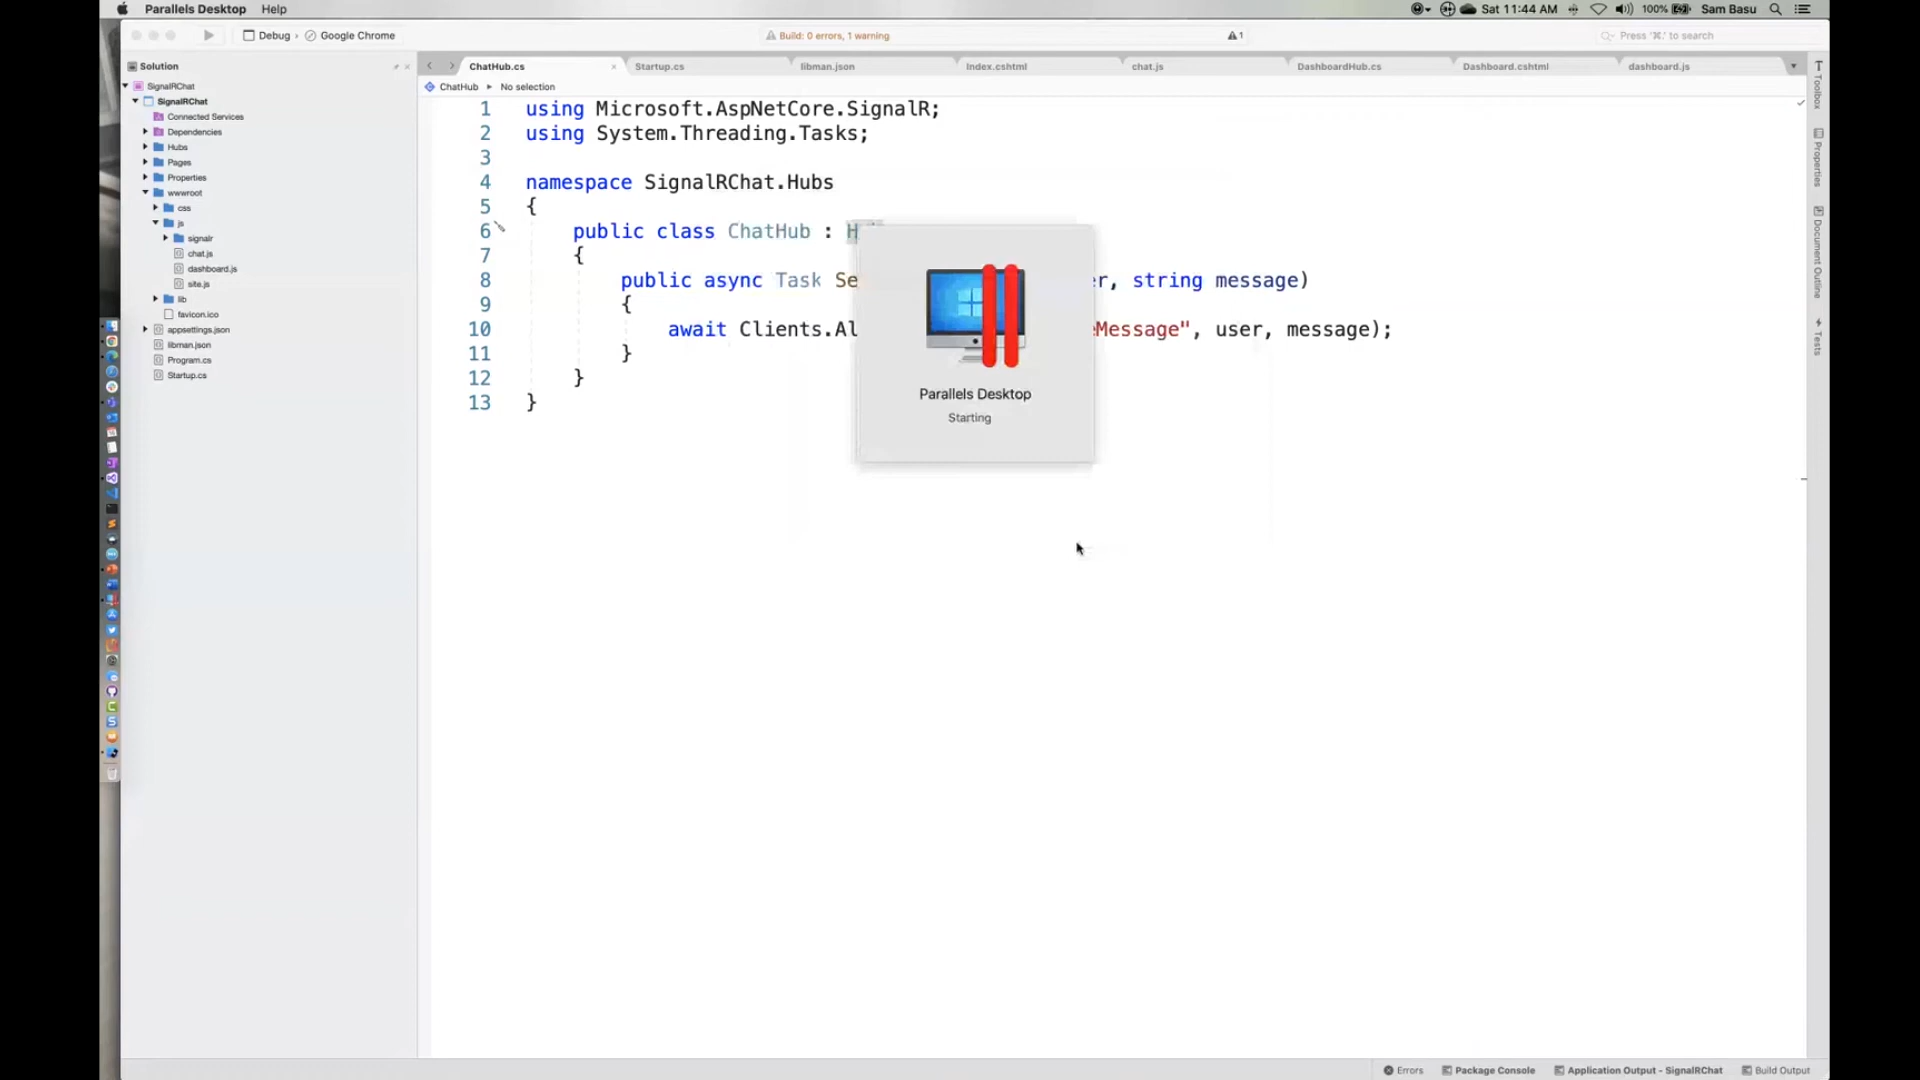 Parallels Desktop Help
Sat 11:44 AM 100% Sam Basu
Debug › Google Chrome
Build: 0 errors, 1 warning
1
Press '⌘.' to search
Solution
SignalRChat
SignalRChat
Connected Services
Dependencies
Hubs
Pages
Properties
wwwroot
css
js
signalr
chat.js
dashboard.js
site.js
lib
favicon.ico
appsettings.json
libman.json
Program.cs
Startup.cs
ChatHub.cs
Startup.cs
libman.json
Index.cshtml
chat.js
DashboardHub.cs
Dashboard.cshtml
dashboard.js
ChatHub No selection
1 using Microsoft.AspNetCore.SignalR;
2 using System.Threading.Tasks;
3
4 namespace SignalRChat.Hubs
5 {
6 public class ChatHub : H
7 {
8 public async Task Se r, string message)
9 {
10 await Clients.Al Message", user, message);
11 }
12 }
13 }
Parallels Desktop
Starting
Toolbox
Properties
Document Outline
Tests
Errors
Package Console
Application Output - SignalRChat
Build Output